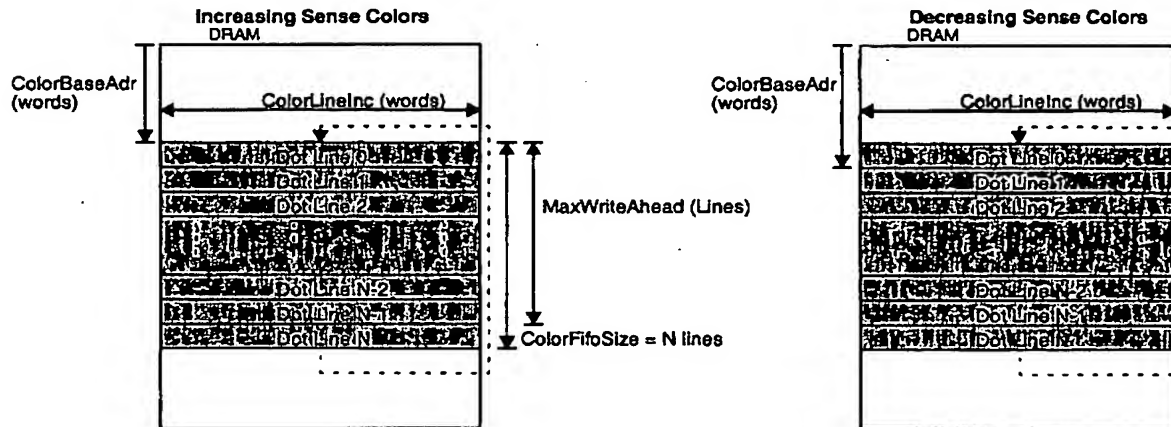 Increasing Sense Colors
DRAM
ColorBaseAdr
(words)
ColorLineInc (words)
Dot Line 0
Dot Line 1
Dot Line 2
Dot Line N-2
Dot Line N-1
Dot Line N
MaxWriteAhead (Lines)
ColorFifoSize = N lines
Decreasing Sense Colors
DRAM
ColorBaseAdr
(words)
ColorLineInc (words)
Dot Line 0
Dot Line 1
Dot Line 2
Dot Line N-2
Dot Line N-1
Dot Line N